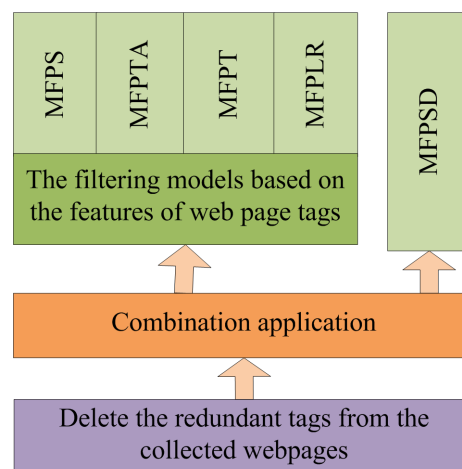 MFPS
MFPTA
MFPT
MFPLR
MFPSD
The filtering models based on
the features of web page tags
Combination application
Delete the redundant tags from the
collected webpages